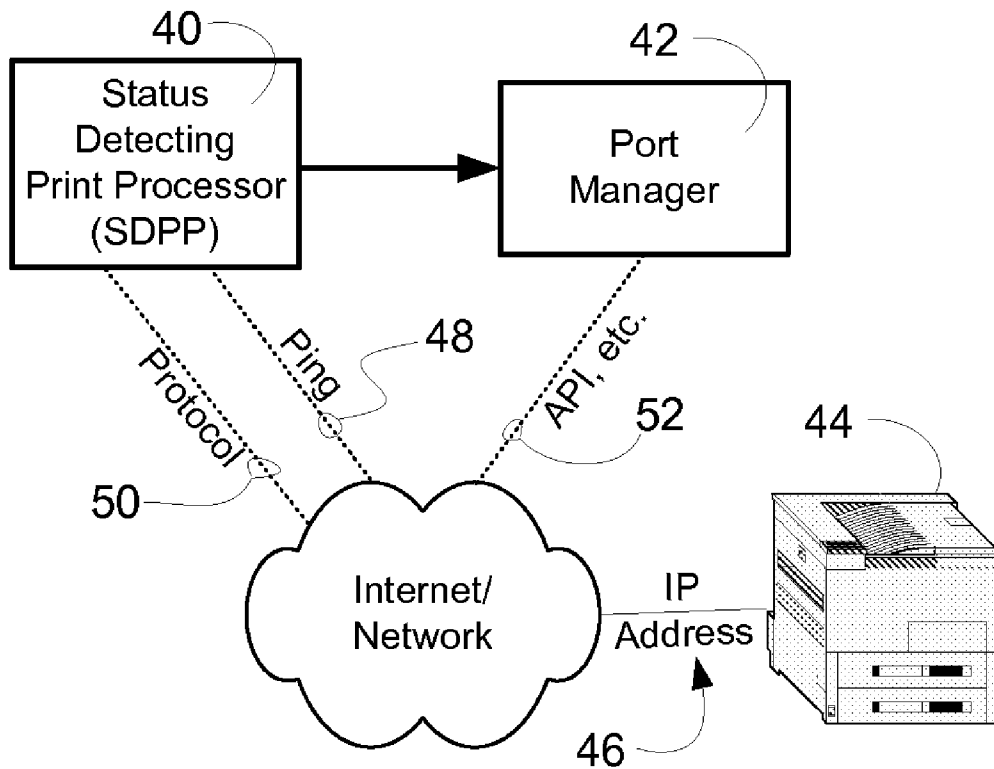 40
42
Status
Detecting
Print Processor
(SDPP)
Port
Manager
Protocol
Ping
48
API, etc.
52
44
50
Internet/
Network
IP
Address
46